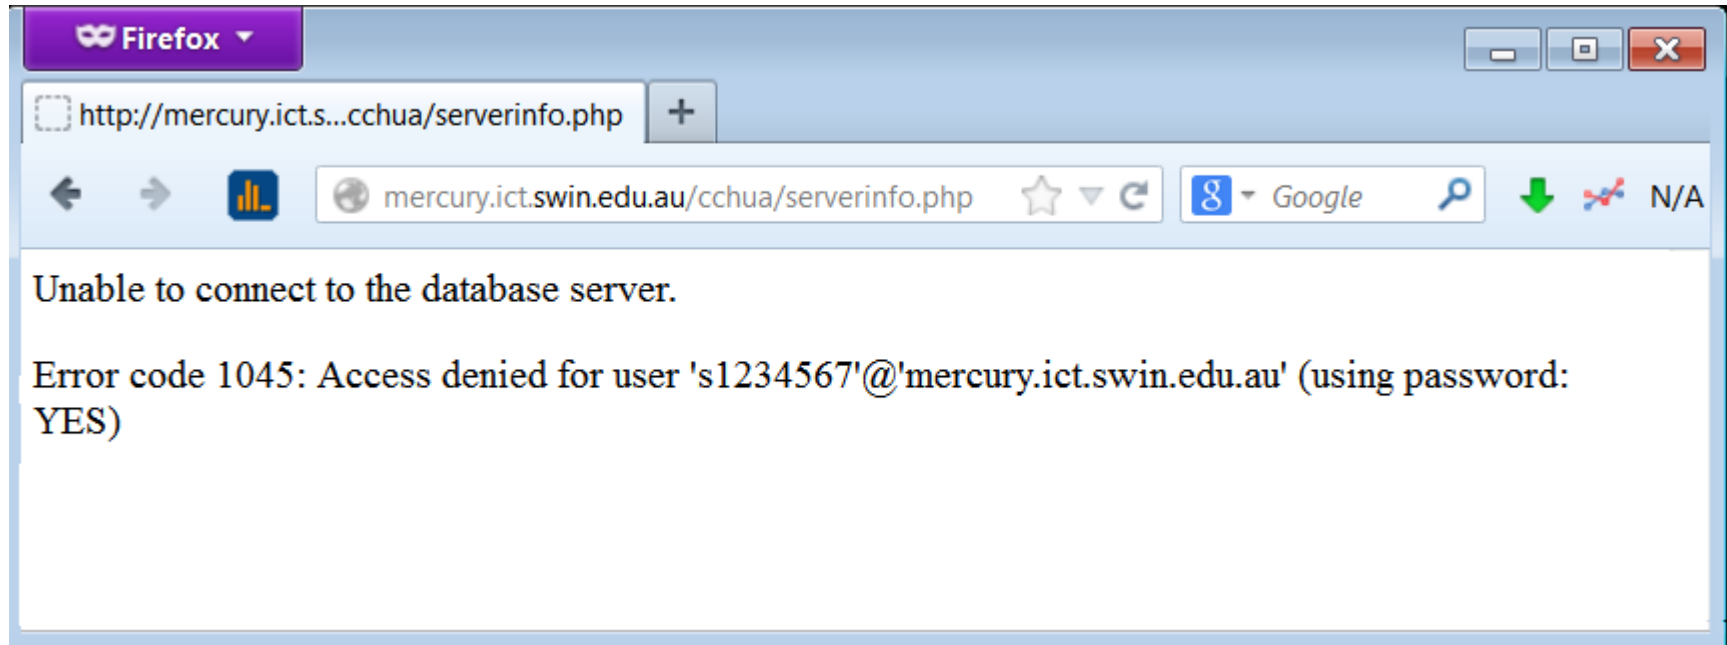 Firefox
http://mercury.ict.s...cchua/serverinfo.php
mercury.ict.swin.edu.au/cchua/serverinfo.php
Google
N/A
Unable to connect to the database server.
Error code 1045: Access denied for user 's1234567'@'mercury.ict.swin.edu.au' (using password:
YES)